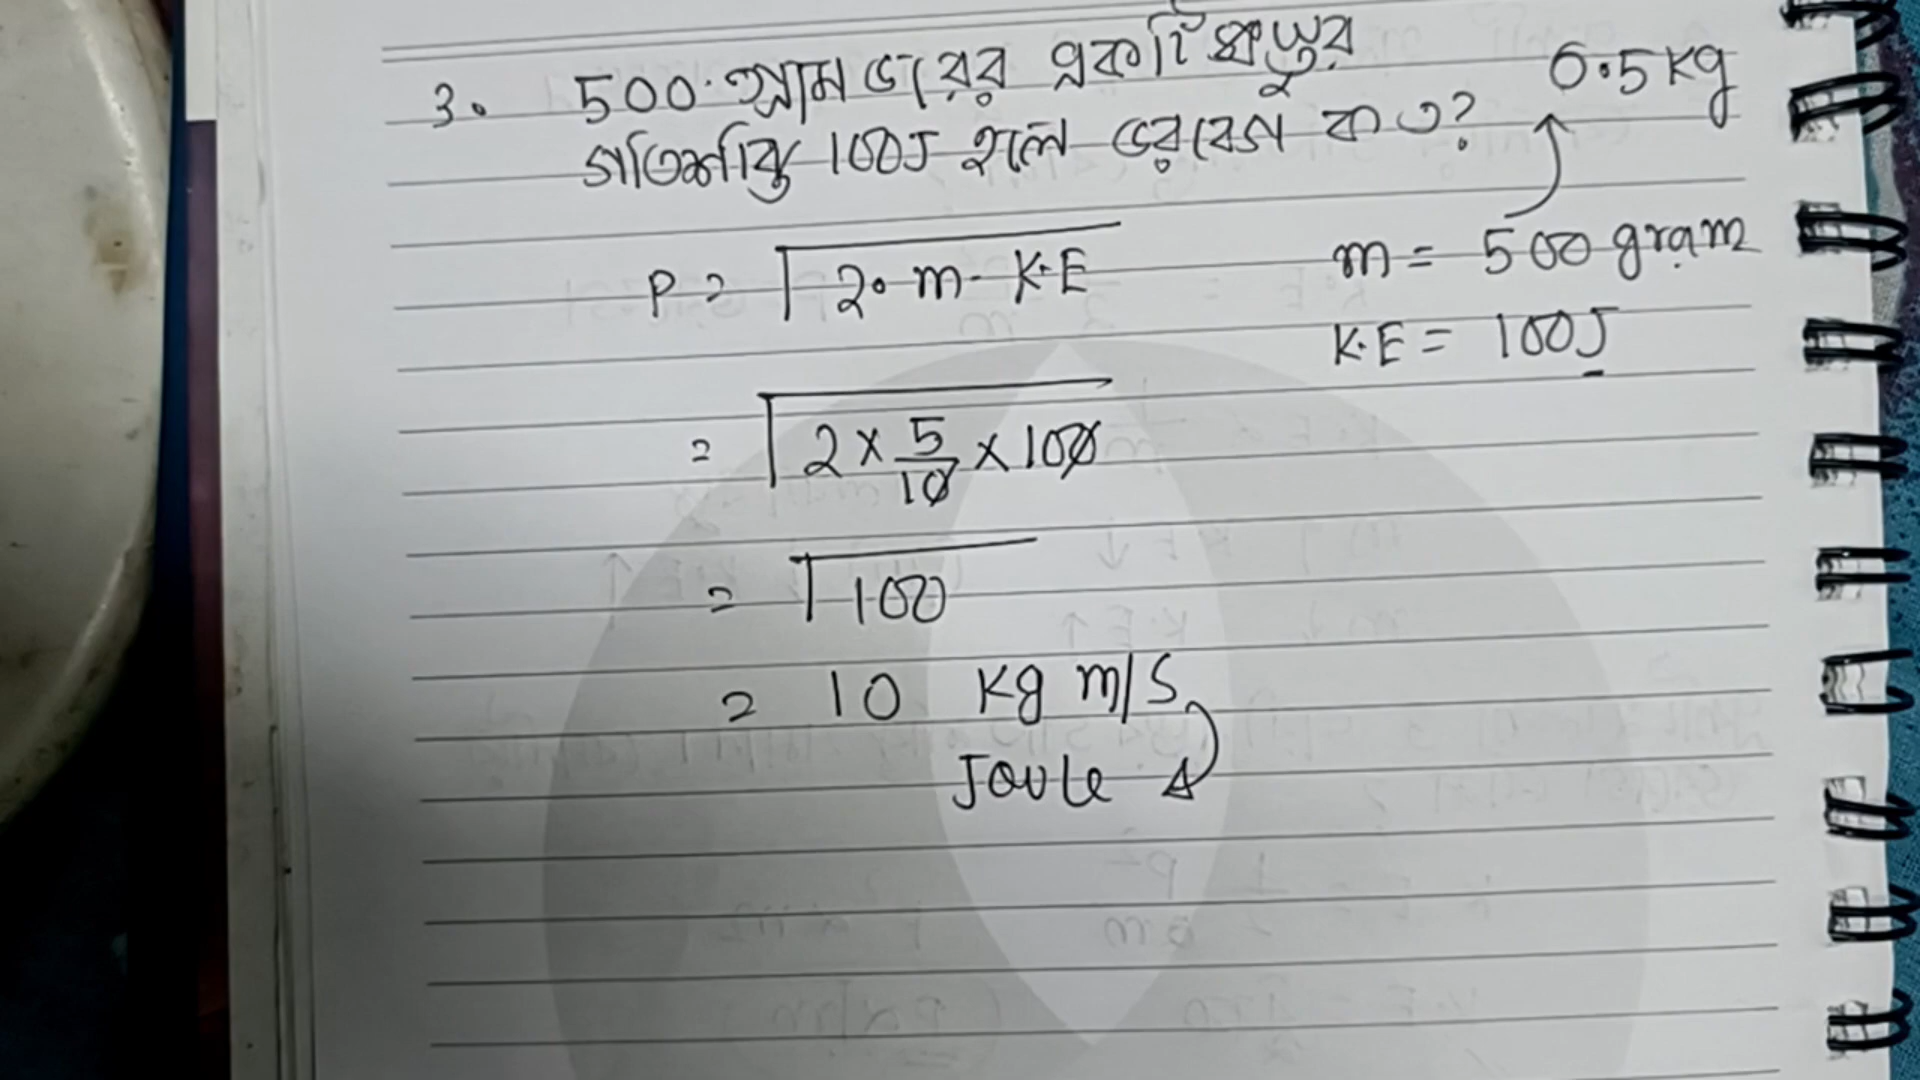 3. 500 গ্রাম ভরের একটি বস্তুর
গতিশক্তি 100J হলে ভরবেগ কত?
0.5 kg
m = 500 gram
K.E = 100J
P = √2.m.K.E
= √2 × 5/10 × 100
= √100
= 10 kg m/s
Joule